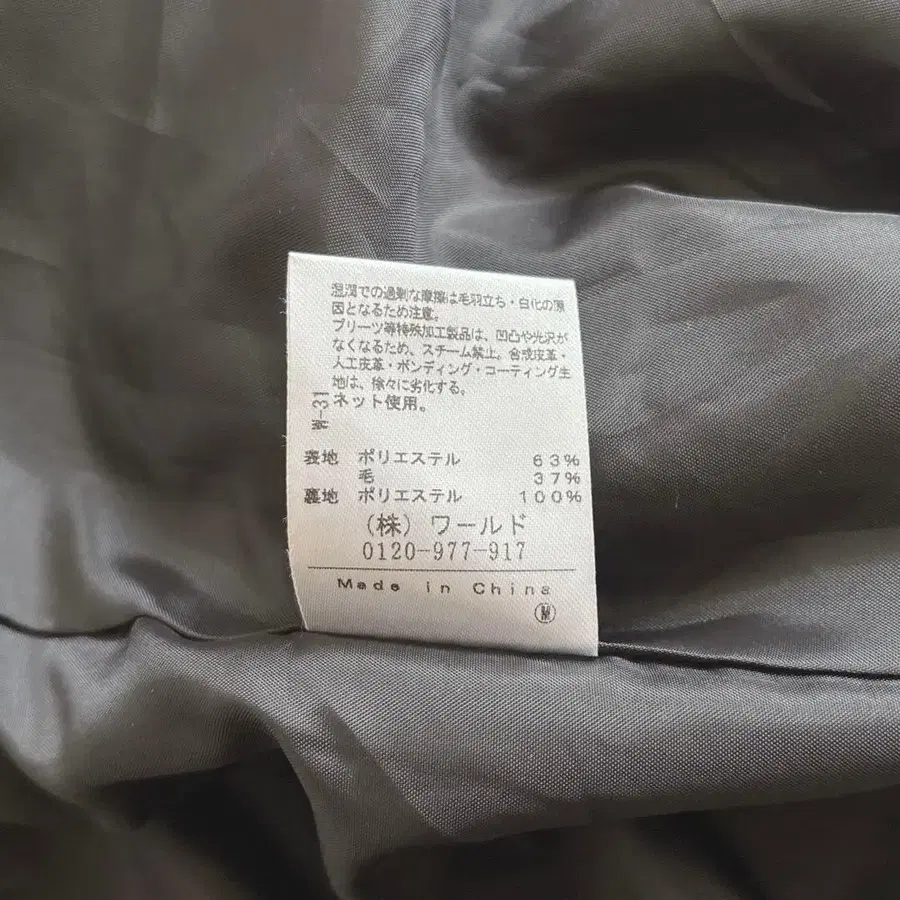 湿潤での過剰な摩擦は毛羽立ち・白化の原
因となるため注意。
プリーツ等特殊加工製品は、凹凸や光沢が
なくなるため、スチーム禁止。合成皮革・
人工皮革・ボンディング・コーティング生
地は、徐々に劣化する。
ネット使用。
W-31
表地 ポリエステル 63%
毛 37%
裏地 ポリエステル 100%
(株) ワールド
0120-977-917
Made in China
Ⓜ